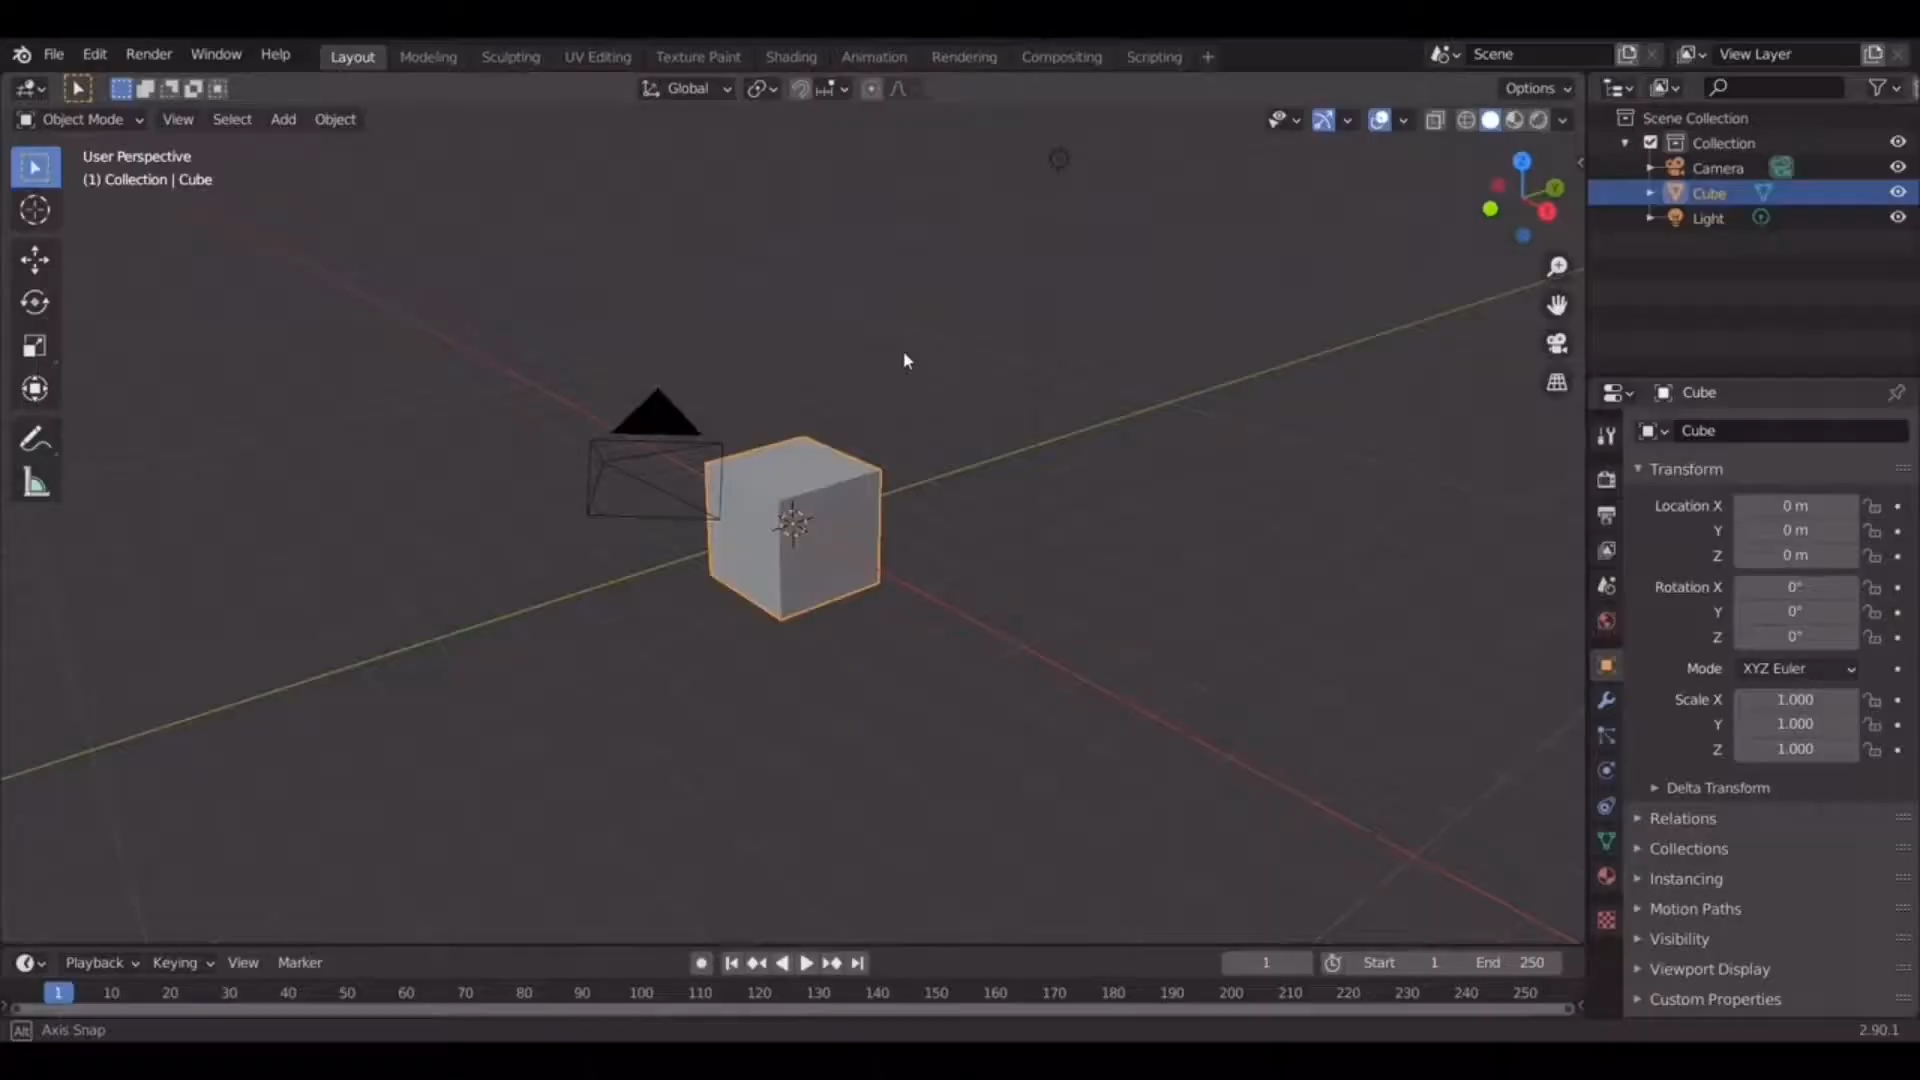 File Edit Render Window Help Layout Modeling Sculpting UV Editing Texture Paint Shading Animation Rendering Compositing Scripting + Scene View Layer
Global Options
Object Mode View Select Add Object
User Perspective
(1) Collection | Cube
Z
Y
X
Scene Collection
Collection
Camera
Cube
Light
Cube
Cube
Transform
Location X 0 m
Y 0 m
Z 0 m
Rotation X 0°
Y 0°
Z 0°
Mode XYZ Euler
Scale X 1.000
Y 1.000
Z 1.000
Delta Transform
Relations
Collections
Instancing
Motion Paths
Visibility
Viewport Display
Custom Properties
Playback Keying View Marker 1 Start 1 End 250
1 10 20 30 40 50 60 70 80 90 100 110 120 130 140 150 160 170 180 190 200 210 220 230 240 250
Alt Axis Snap 2.90.1